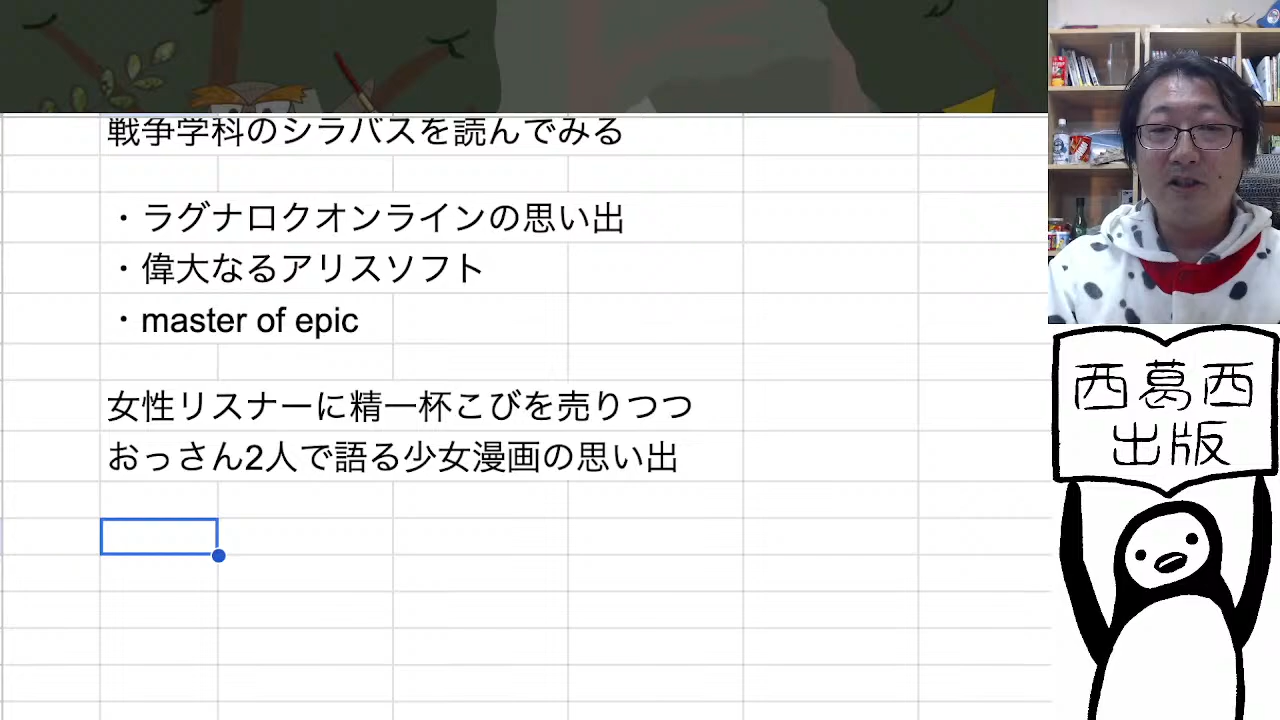 戦争学科のシラバスを読んでみる
・ラグナロクオンラインの思い出
・偉大なるアリスソフト
・master of epic
女性リスナーに精一杯こびを売りつつ
おっさん2人で語る少女漫画の思い出
西葛西
出版